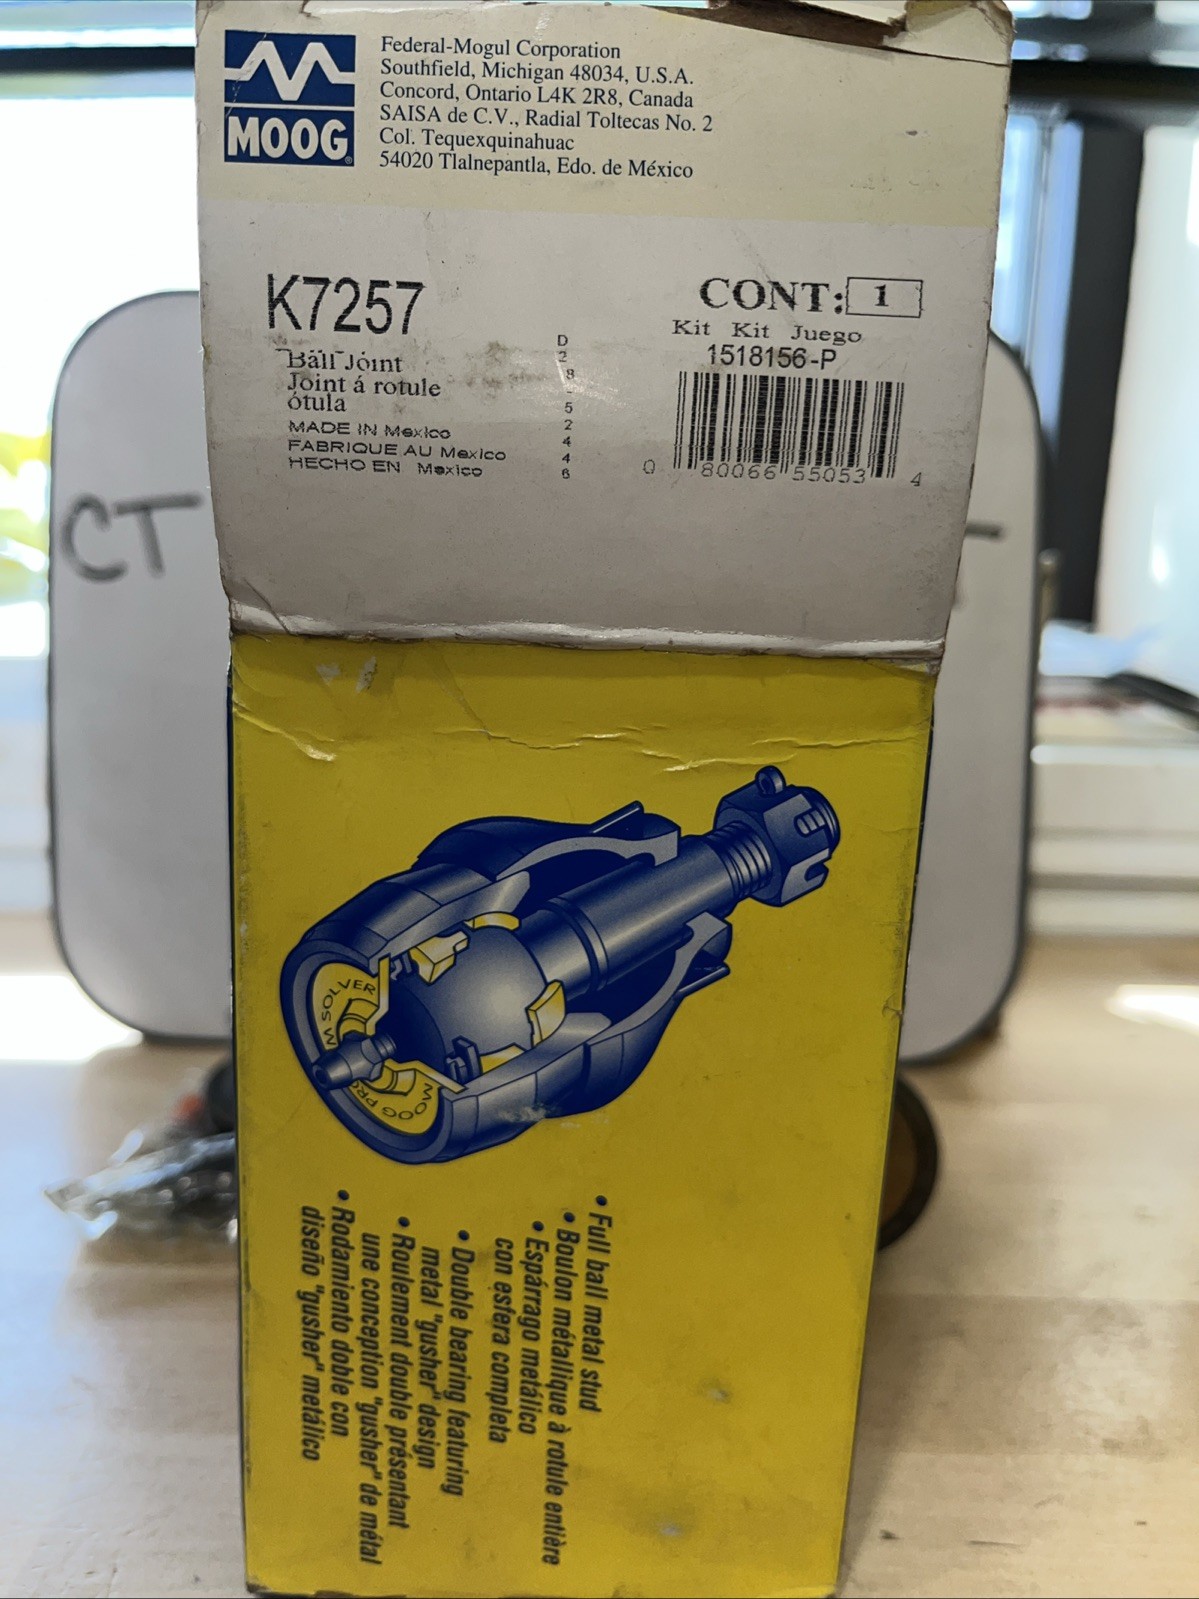 MOOG
Federal-Mogul Corporation
Southfield, Michigan 48034, U.S.A.
Concord, Ontario L4K 2R8, Canada
SAISA de C.V., Radial Toltecas No. 2
Col. Tequexquinahuac
54020 Tlalnepantla, Edo. de México
K7257
Ball Joint
Joint á rotule
ótula
MADE IN Mexico
FABRIQUE AU Mexico
HECHO EN Mexico
D
2
8
-
5
2
4
4
6
CONT: 1
Kit Kit Juego
1518156-P
0 80066 55053 4
CT
M SOLVER
MOOG PRO
• Full ball metal stud
• Boulon métallique à rotule entière
• Espárrago metálico
con esfera completa
• Double bearing featuring
metal "gusher" design
• Roulement double présentant
une conception "gusher" de métal
• Rodamiento doble con
diseño "gusher" metálico